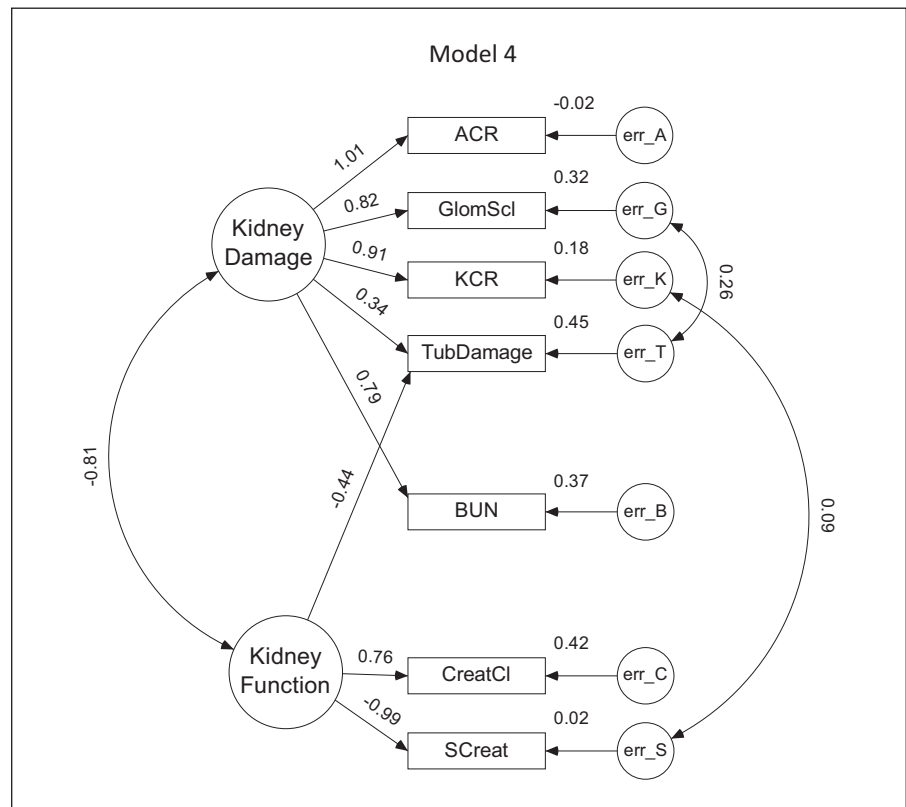 Model 4
-0.02
ACR
err_A
1.01
0.32
GlomScl
err_G
0.82
Kidney
Damage
0.18
KCR
err_K
0.91
0.26
0.34
0.45
TubDamage
err_T
0.79
-0.81
-0.44
0.37
BUN
err_B
0.09
Kidney
Function
0.76
0.42
CreatCl
err_C
-0.99
0.02
SCreat
err_S